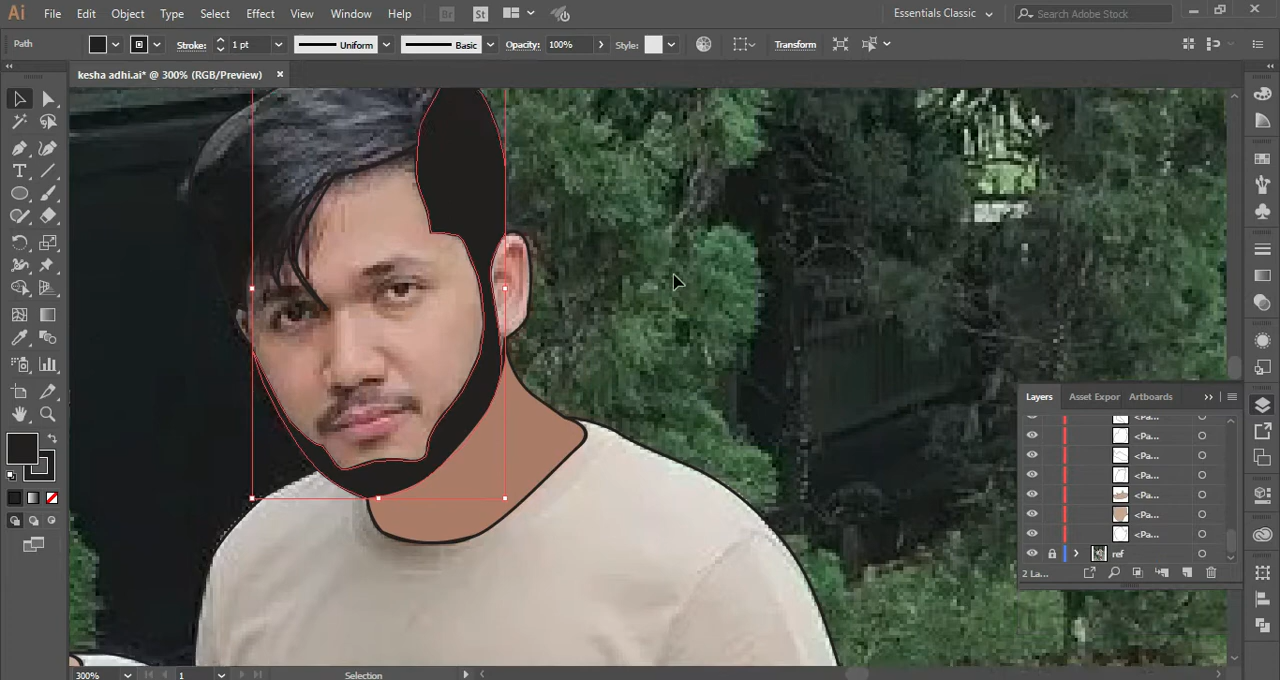 Ai File Edit Object Type Select Effect View Window Help Br St Essentials Classic Search Adobe Stock
Path Stroke: 1 pt Uniform Basic Opacity: 100% Style: Transform
kesha adhi.ai* @ 300% (RGB/Preview)
Layers Asset Expor Artboards
<Pa...
<Pa...
<Pa...
<Pa...
<Pa...
<Pa...
<Pa...
ref
2 La...
300% 1 Selection